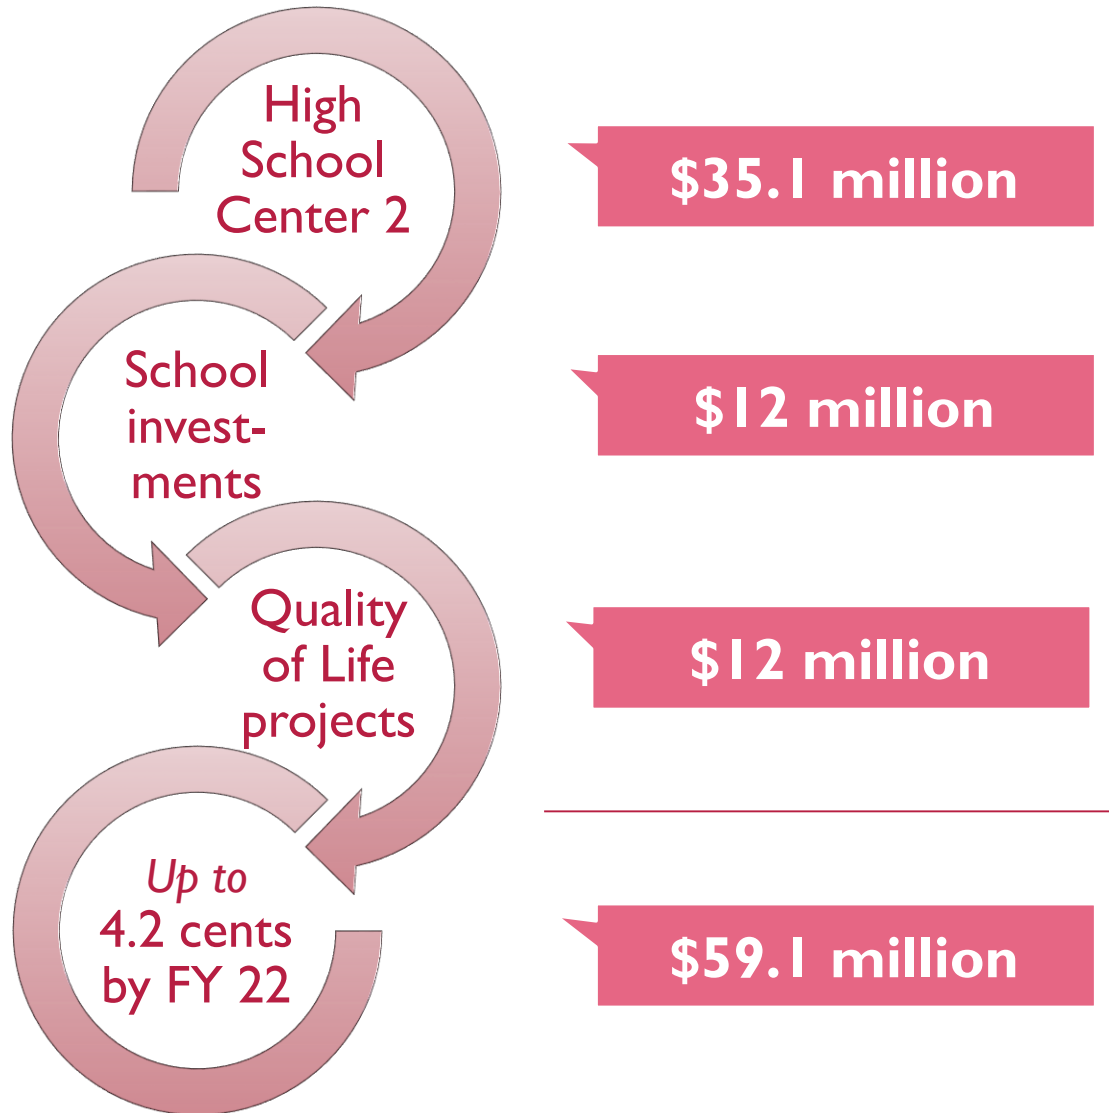 High
School
Center 2
$35.1 million
School
invest-
ments
$12 million
Quality
of Life
projects
$12 million
Up to
4.2 cents
by FY 22
$59.1 million